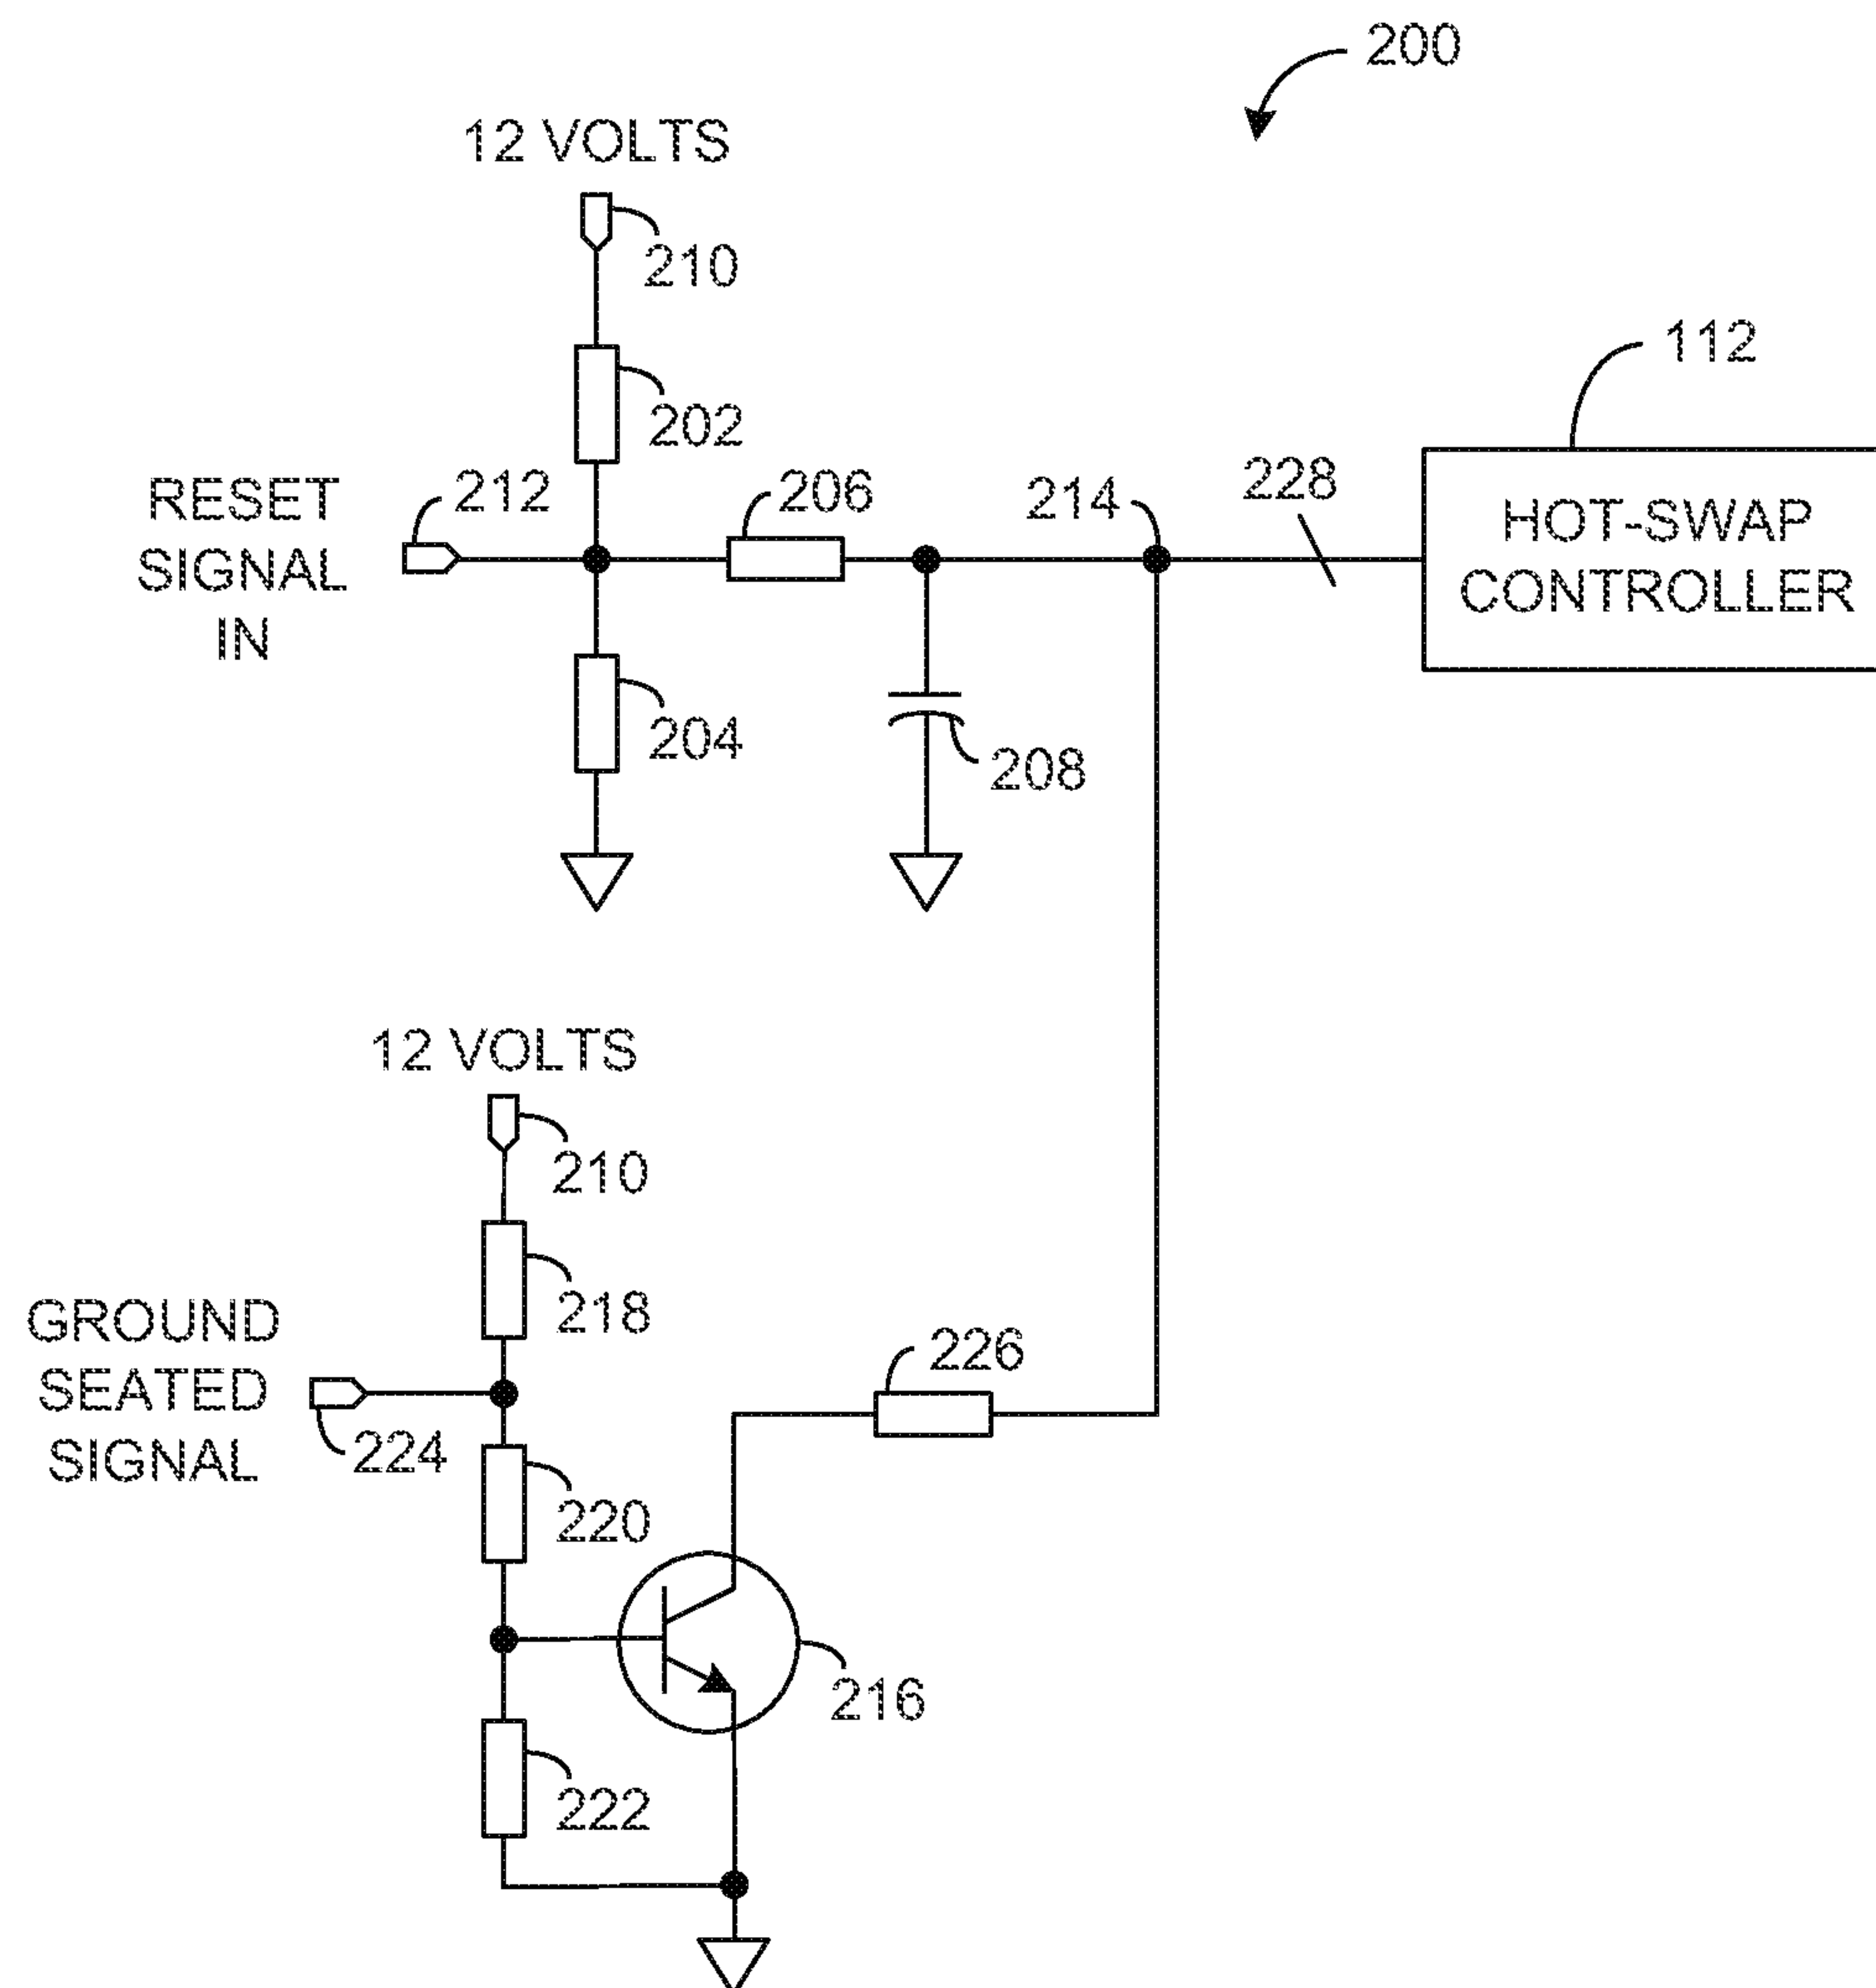 200
12 VOLTS
210
112
202
212
206
214
228
RESET
SIGNAL
IN
HOT-SWAP
CONTROLLER
204
208
12 VOLTS
210
218
GROUND
SEATED
SIGNAL
226
224
220
216
222